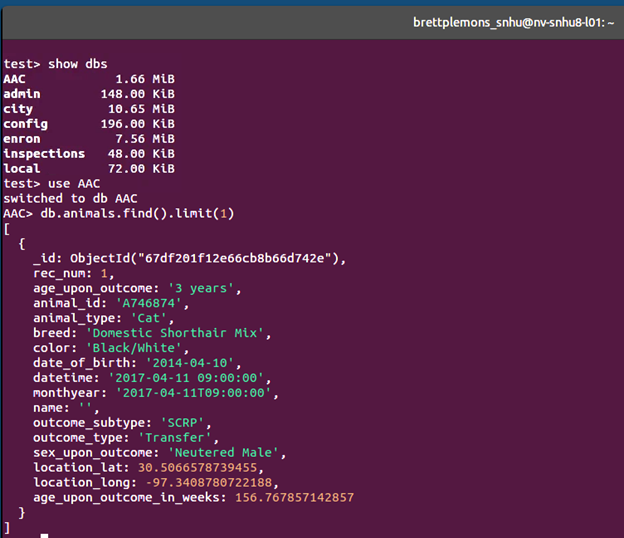 brettplemons_snhu@nv-snhu8-l01: ~
test> show dbs
AAC 1.66 MiB
admin 148.00 KiB
city 10.65 MiB
config 196.00 KiB
enron 7.56 MiB
inspections 48.00 KiB
local 72.00 KiB
test> use AAC
switched to db AAC
AAC> db.animals.find().limit(1)
[
  {
    _id: ObjectId("67df201f12e66cb8b66d742e"),
    rec_num: 1,
    age_upon_outcome: '3 years',
    animal_id: 'A746874',
    animal_type: 'Cat',
    breed: 'Domestic Shorthair Mix',
    color: 'Black/White',
    date_of_birth: '2014-04-10',
    datetime: '2017-04-11 09:00:00',
    monthyear: '2017-04-11T09:00:00',
    name: '',
    outcome_subtype: 'SCRP',
    outcome_type: 'Transfer',
    sex_upon_outcome: 'Neutered Male',
    location_lat: 30.5066578739455,
    location_long: -97.3408780722188,
    age_upon_outcome_in_weeks: 156.767857142857
  }
]